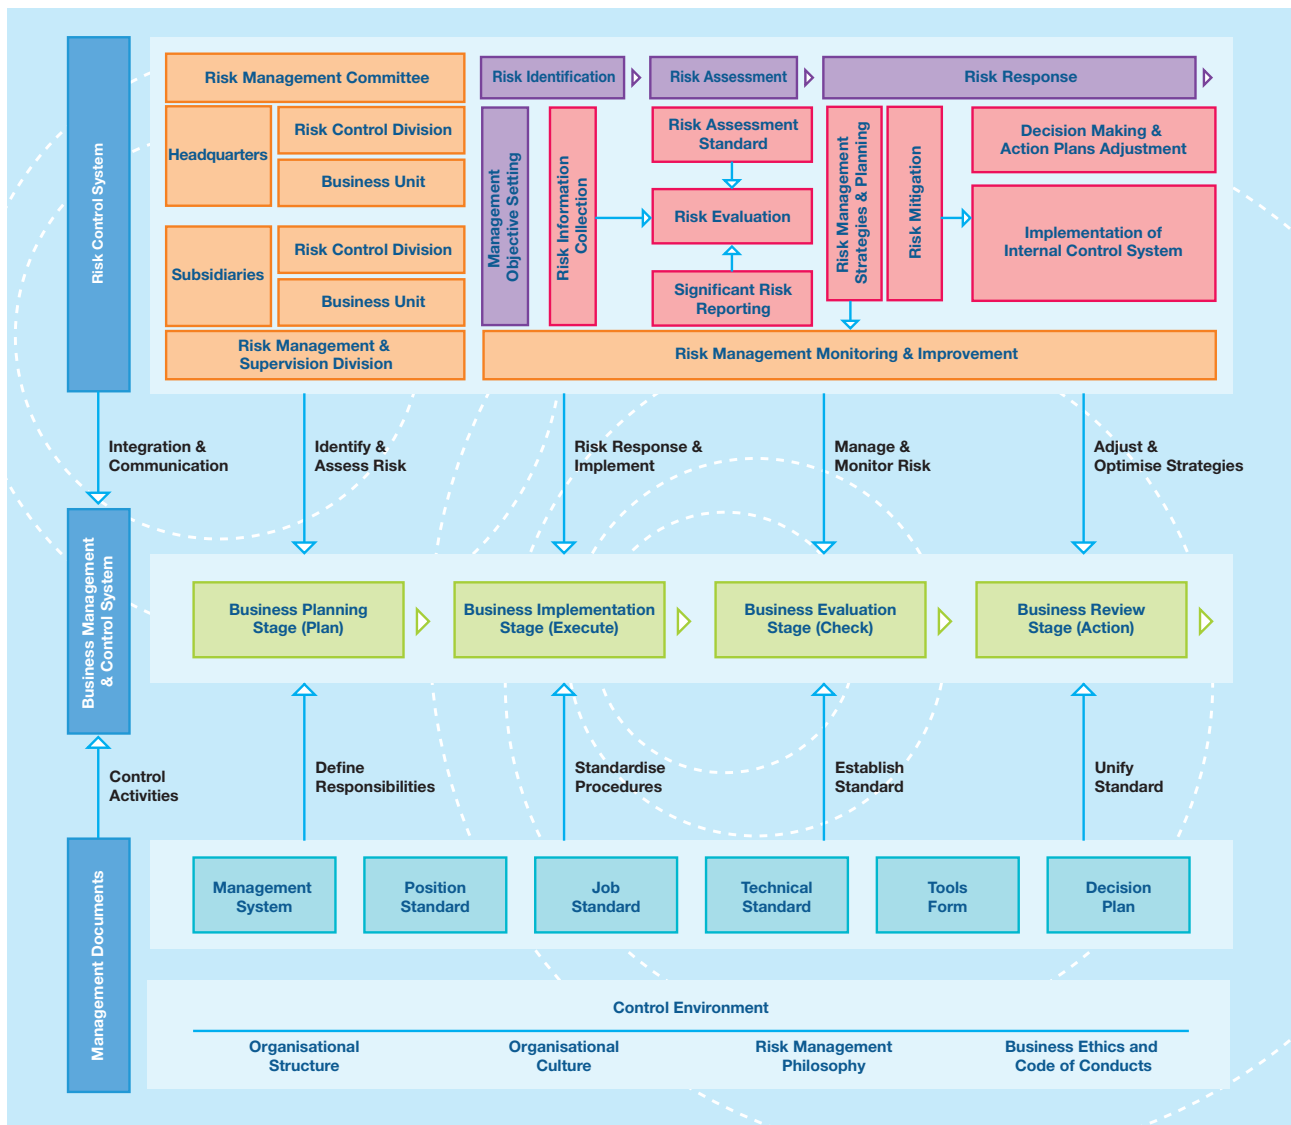 Risk Control System
Risk Management Committee
Headquarters
Risk Control Division
Business Unit
Subsidiaries
Risk Control Division
Business Unit
Risk Management &
Supervision Division
Risk Identification
Risk Assessment
Risk Response
Management
Objective Setting
Risk Information
Collection
Risk Assessment
Standard
Risk Evaluation
Significant Risk
Reporting
Risk Management
Strategies & Planning
Risk Mitigation
Decision Making &
Action Plans Adjustment
Implementation of
Internal Control System
Risk Management Monitoring & Improvement
Integration &
Communication
Identify &
Assess Risk
Risk Response &
Implement
Manage &
Monitor Risk
Adjust &
Optimise Strategies
Business Management
& Control System
Business Planning
Stage (Plan)
Business Implementation
Stage (Execute)
Business Evaluation
Stage (Check)
Business Review
Stage (Action)
Control
Activities
Define
Responsibilities
Standardise
Procedures
Establish
Standard
Unify
Standard
Management Documents
Management
System
Position
Standard
Job
Standard
Technical
Standard
Tools
Form
Decision
Plan
Control Environment
Organisational
Structure
Organisational
Culture
Risk Management
Philosophy
Business Ethics and
Code of Conducts